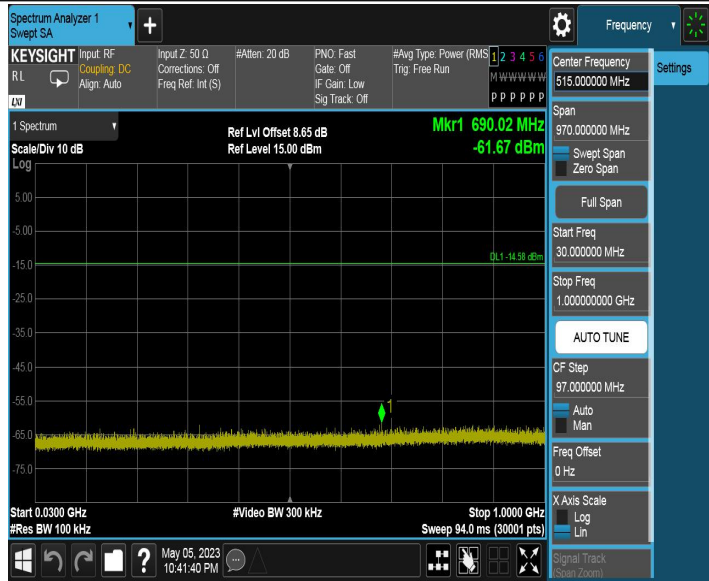 Spectrum Analyzer 1
Swept SA
Frequency
KEYSIGHT
RL
LXI
Input: RF
Coupling: DC
Align: Auto
Input Z: 50 Ω
Corrections: Off
Freq Ref: Int (S)
#Atten: 20 dB
PNO: Fast
Gate: Off
IF Gain: Low
Sig Track: Off
#Avg Type: Power (RMS
Trig: Free Run
1 2 3 4 5 6
M W W W W W
P P P P P P
Settings
1 Spectrum
Scale/Div 10 dB
Log
Ref Lvl Offset 8.65 dB
Ref Level 15.00 dBm
Mkr1 690.02 MHz
-61.67 dBm
5.00
-5.00
-15.0
-25.0
-35.0
-45.0
-55.0
-65.0
-75.0
DL1 -14.58 dBm
1
Start 0.0300 GHz
#Res BW 100 kHz
#Video BW 300 kHz
Stop 1.0000 GHz
Sweep 94.0 ms (30001 pts)
Center Frequency
515.000000 MHz
Span
970.000000 MHz
Swept Span
Zero Span
Full Span
Start Freq
30.000000 MHz
Stop Freq
1.000000000 GHz
AUTO TUNE
CF Step
97.000000 MHz
Auto
Man
Freq Offset
0 Hz
X Axis Scale
Log
Lin
Signal Track
(Span Zoom)
?
May 05, 2023
10:41:40 PM